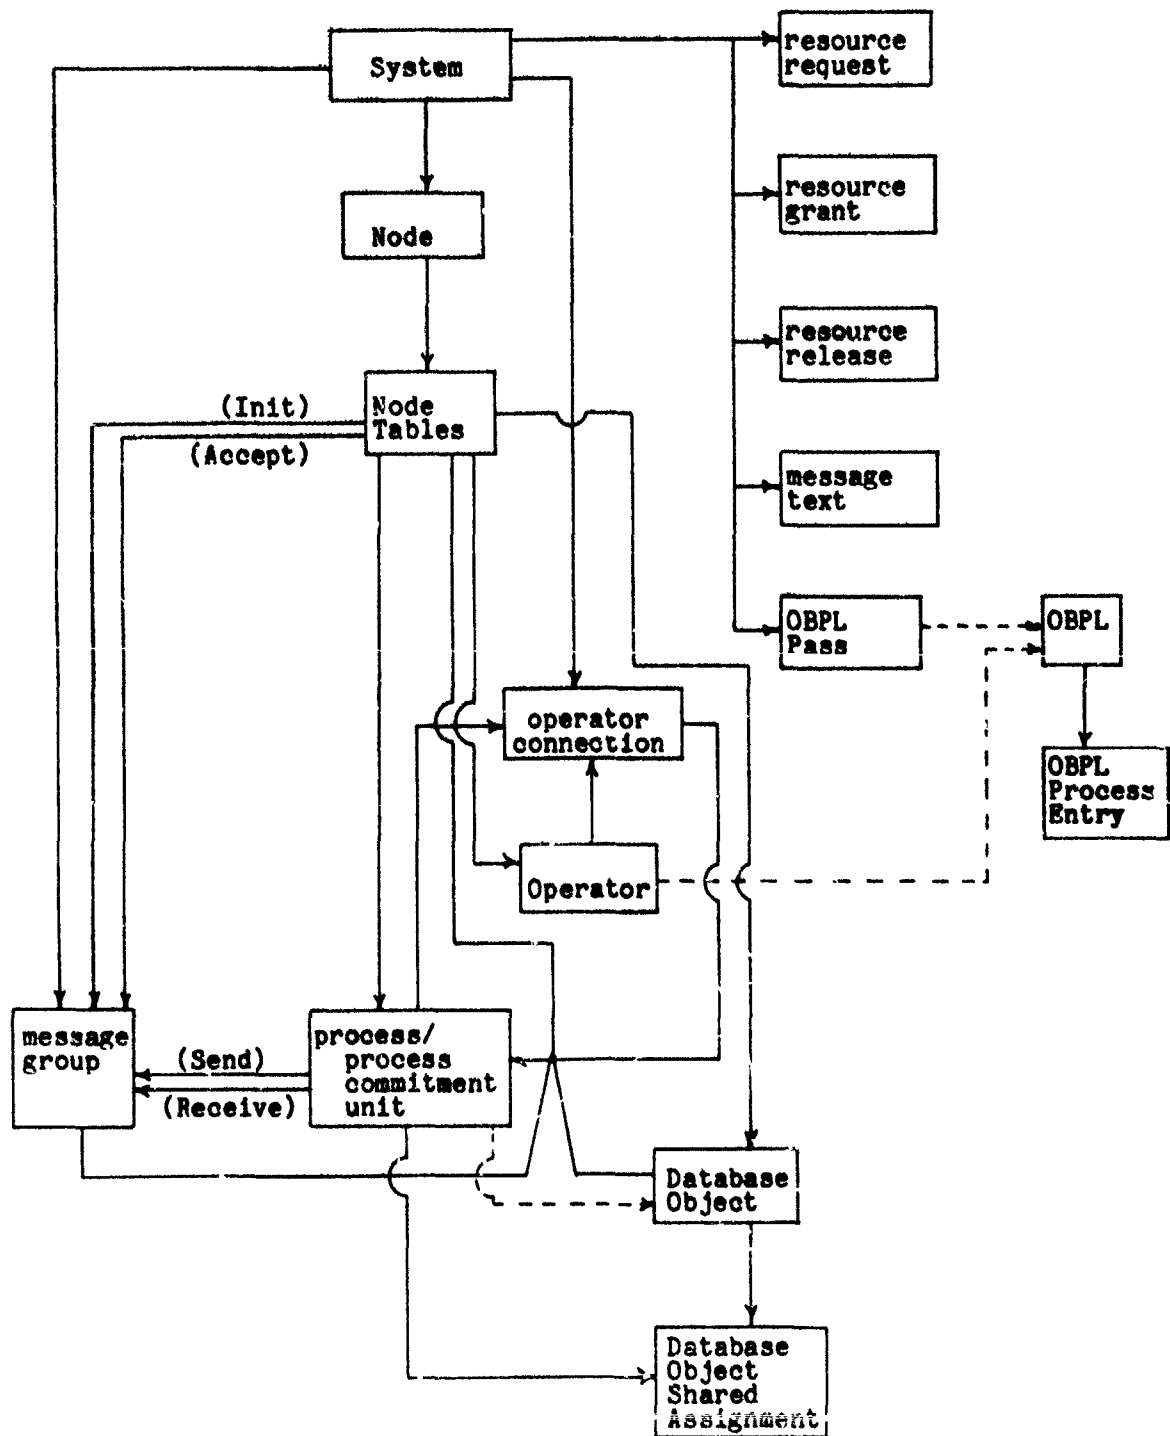 System
resource
request
resource
grant
Node
resource
release
Node
Tables
(Init)
(Accept)
message
text
OBPL
Pass
OBPL
operator
connection
OBPL
Process
Entry
Operator
message
group
(Send)
(Receive)
process/
process
commitment
unit
Database
Object
Database
Object
Shared
Assignment